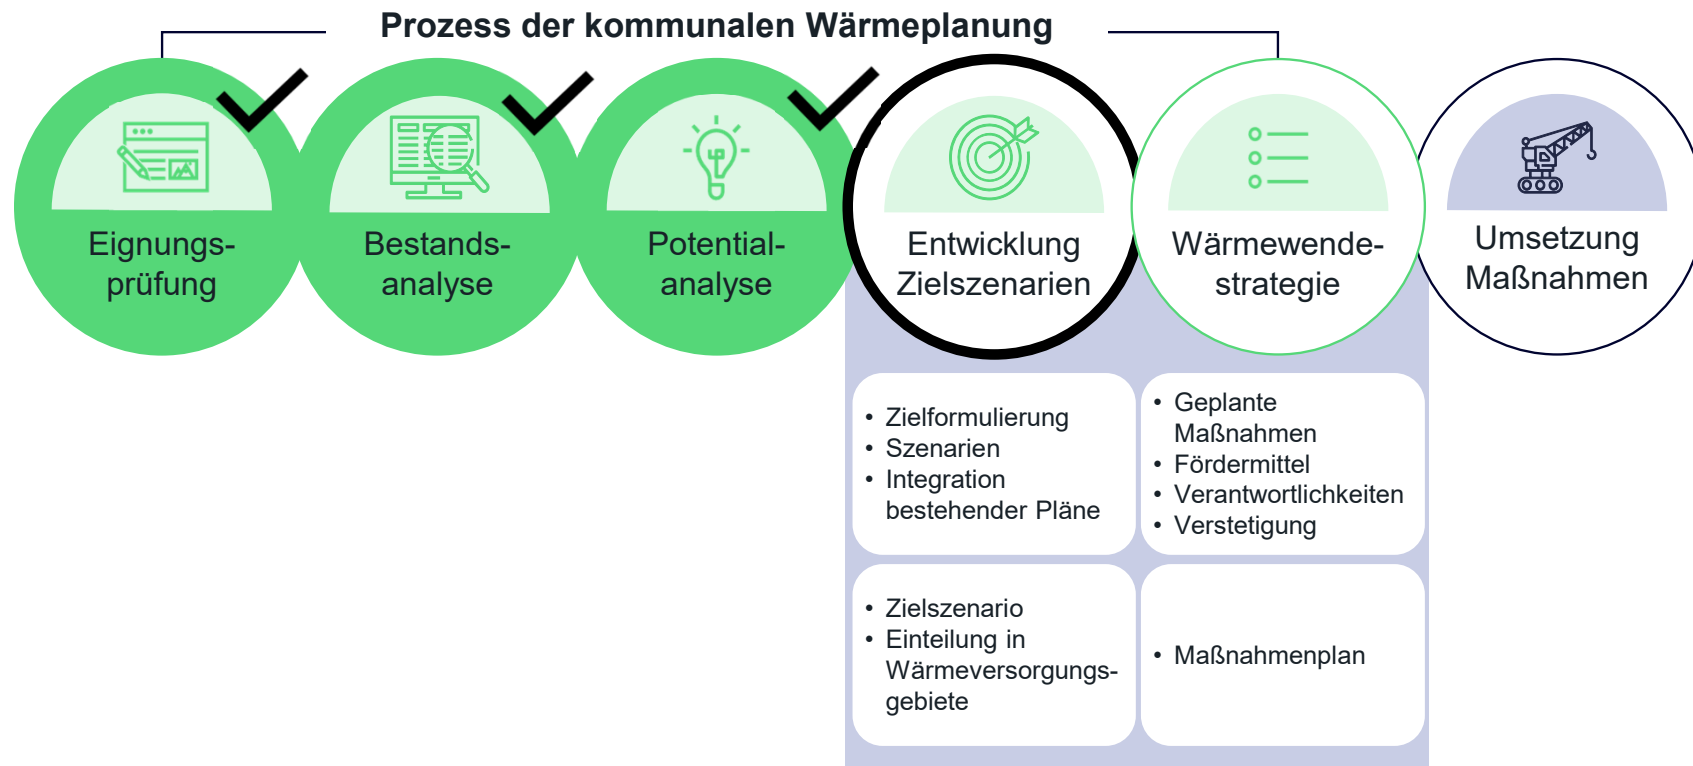 Prozess der kommunalen Wärmeplanung
Eignungs-
prüfung
Bestands-
analyse
Potential-
analyse
Entwicklung
Zielszenarien
Wärmewende-
strategie
Umsetzung
Maßnahmen
• Zielformulierung
• Szenarien
• Integration
bestehender Pläne
• Geplante
Maßnahmen
• Fördermittel
• Verantwortlichkeiten
• Verstetigung
• Zielszenario
• Einteilung in
Wärmeversorgungs-
gebiete
• Maßnahmenplan